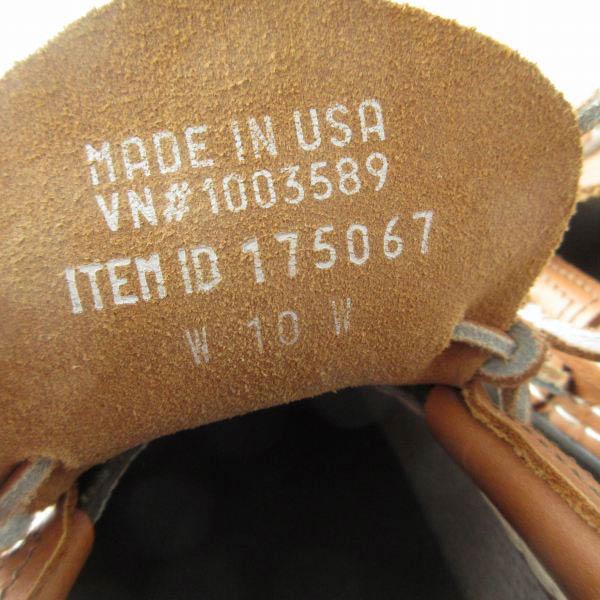 MADE IN USA
VN#1003589
ITEM ID 175067
W 10 W